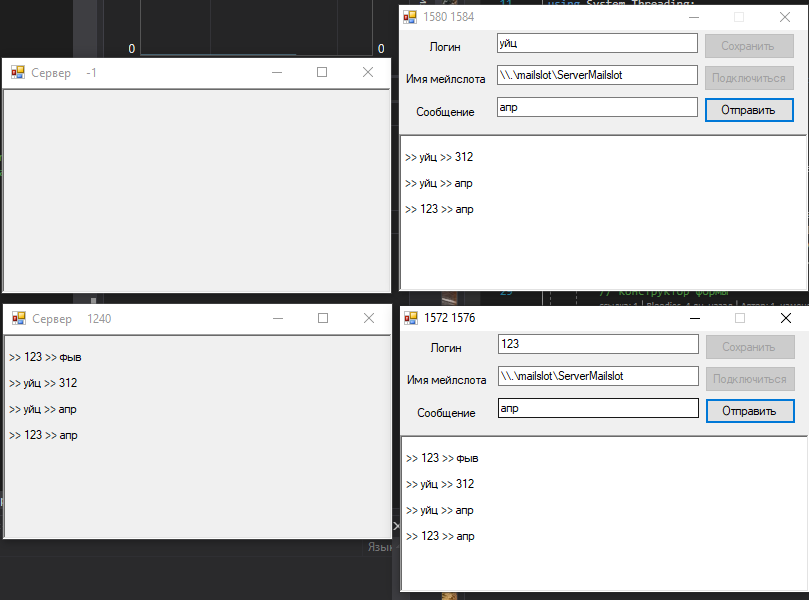 using System.Threading;
0 0
Сервер -1
1580 1584
Логин уйц Сохранить
Имя мейлслота \\.\mailslot\ServerMailslot Подключиться
Сообщение апр Отправить
>> уйц >> 312
>> уйц >> апр
>> 123 >> апр
// конструктор формы
Сервер 1240
>> 123 >> фыв
>> уйц >> 312
>> уйц >> апр
>> 123 >> апр
1572 1576
Логин 123 Сохранить
Имя мейлслота \\.\mailslot\ServerMailslot Подключиться
Сообщение апр Отправить
>> 123 >> фыв
>> уйц >> 312
>> уйц >> апр
>> 123 >> апр